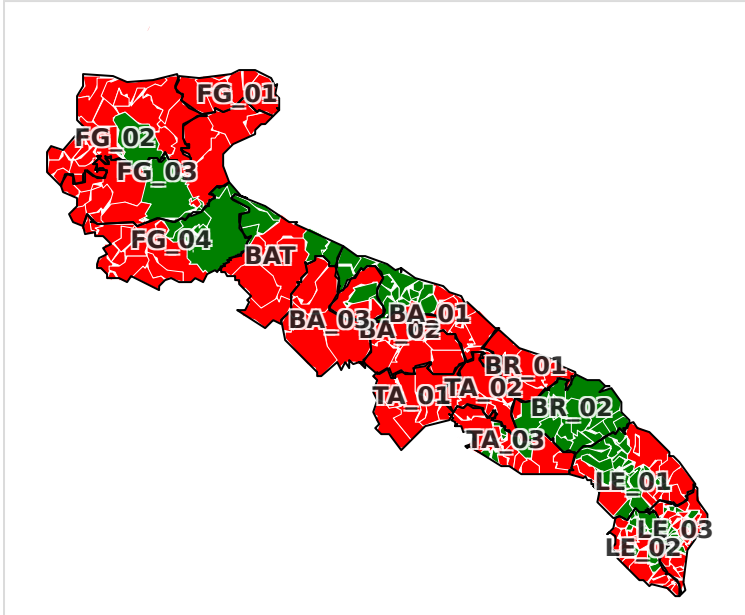 FG_01
FG_02
FG_03
FG_04
BAT
BA_01
BA_03
BA_02
BR_01
TA_02
TA_01
BR_02
TA_03
LE_01
LE_03
LE_02